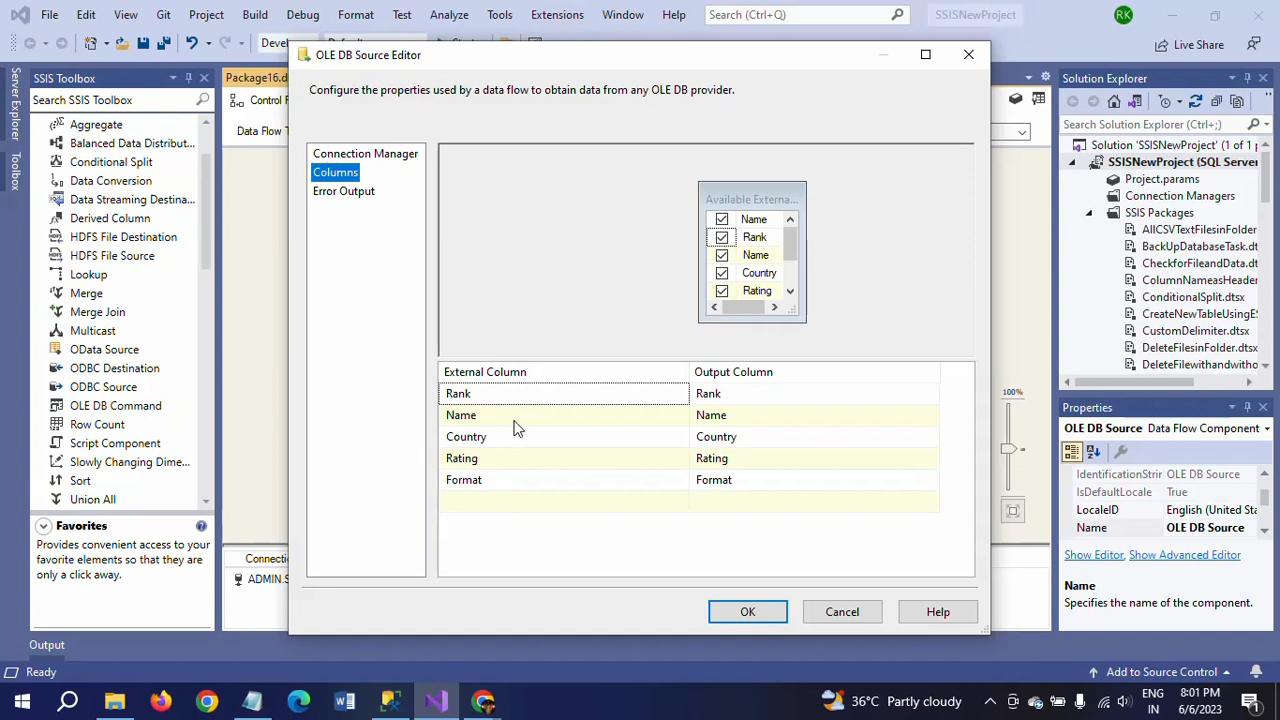 File Edit View Git Project Build Debug Format Test Analyze Tools Extensions Window Help Search (Ctrl+Q) SSISNewProject RK
Live Share
OLE DB Source Editor
Configure the properties used by a data flow to obtain data from any OLE DB provider.
Connection Manager
Columns
Error Output
Available Externa...
Name
Rank
Name
Country
Rating
External Column Output Column
Rank Rank
Name Name
Country Country
Rating Rating
Format Format
OK Cancel Help
Server Explorer
Toolbox
SSIS Toolbox
Search SSIS Toolbox
Aggregate
Balanced Data Distribut...
Conditional Split
Data Conversion
Data Streaming Destina...
Derived Column
HDFS File Destination
HDFS File Source
Lookup
Merge
Merge Join
Multicast
OData Source
ODBC Destination
ODBC Source
OLE DB Command
Row Count
Script Component
Slowly Changing Dime...
Sort
Union All
Favorites
Provides convenient access to your
favorite elements so that they are
only a click away.
Package16.d
Control F
Data Flow T
Connectio
ADMIN.S
100%
Solution Explorer
Search Solution Explorer (Ctrl+;)
Solution 'SSISNewProject' (1 of 1 p
SSISNewProject (SQL Server
Project.params
Connection Managers
SSIS Packages
AllCSVTextFilesinFolder
BackUpDatabaseTask.d
CheckforFileandData.d
ColumnNameasHeader
ConditionalSplit.dtsx
CreateNewTableUsingES
CustomDelimiter.dtsx
DeleteFilesinFolder.dtsx
DeleteFilewithandwitho
Properties
OLE DB Source Data Flow Component
IdentificationStrir OLE DB Source
IsDefaultLocale True
LocaleID English (United Sta
Name OLE DB Source
Show Editor, Show Advanced Editor
Name
Specifies the name of the component.
Output
Ready
Add to Source Control
36°C Partly cloudy
ENG
IN
8:01 PM
6/6/2023
1